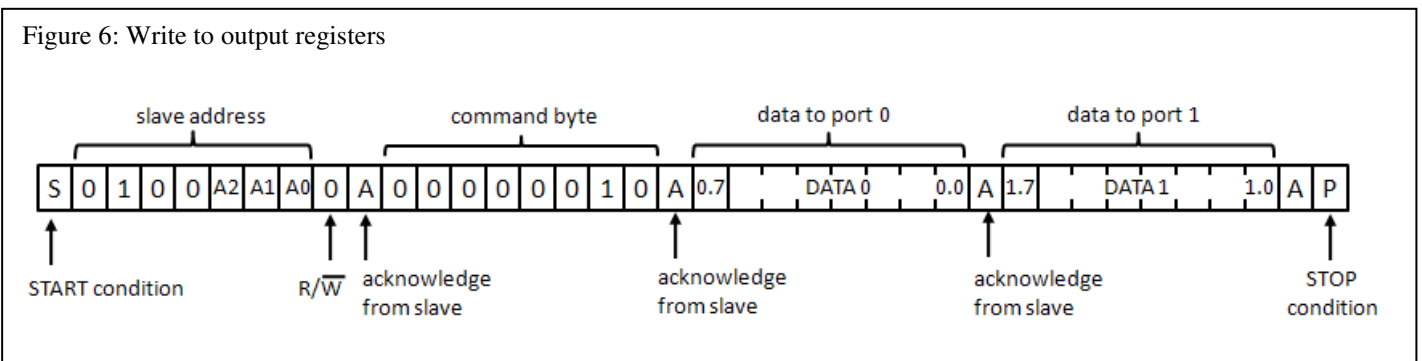 Figure 6: Write to output registers
slave address command byte data to port 0 data to port 1
S 0 1 0 0 A2 A1 A0 0 A 0 0 0 0 0 0 1 0 A 0.7 DATA 0 0.0 A 1.7 DATA 1 1.0 A P
START condition R/W̅ acknowledge from slave acknowledge from slave acknowledge from slave STOP condition